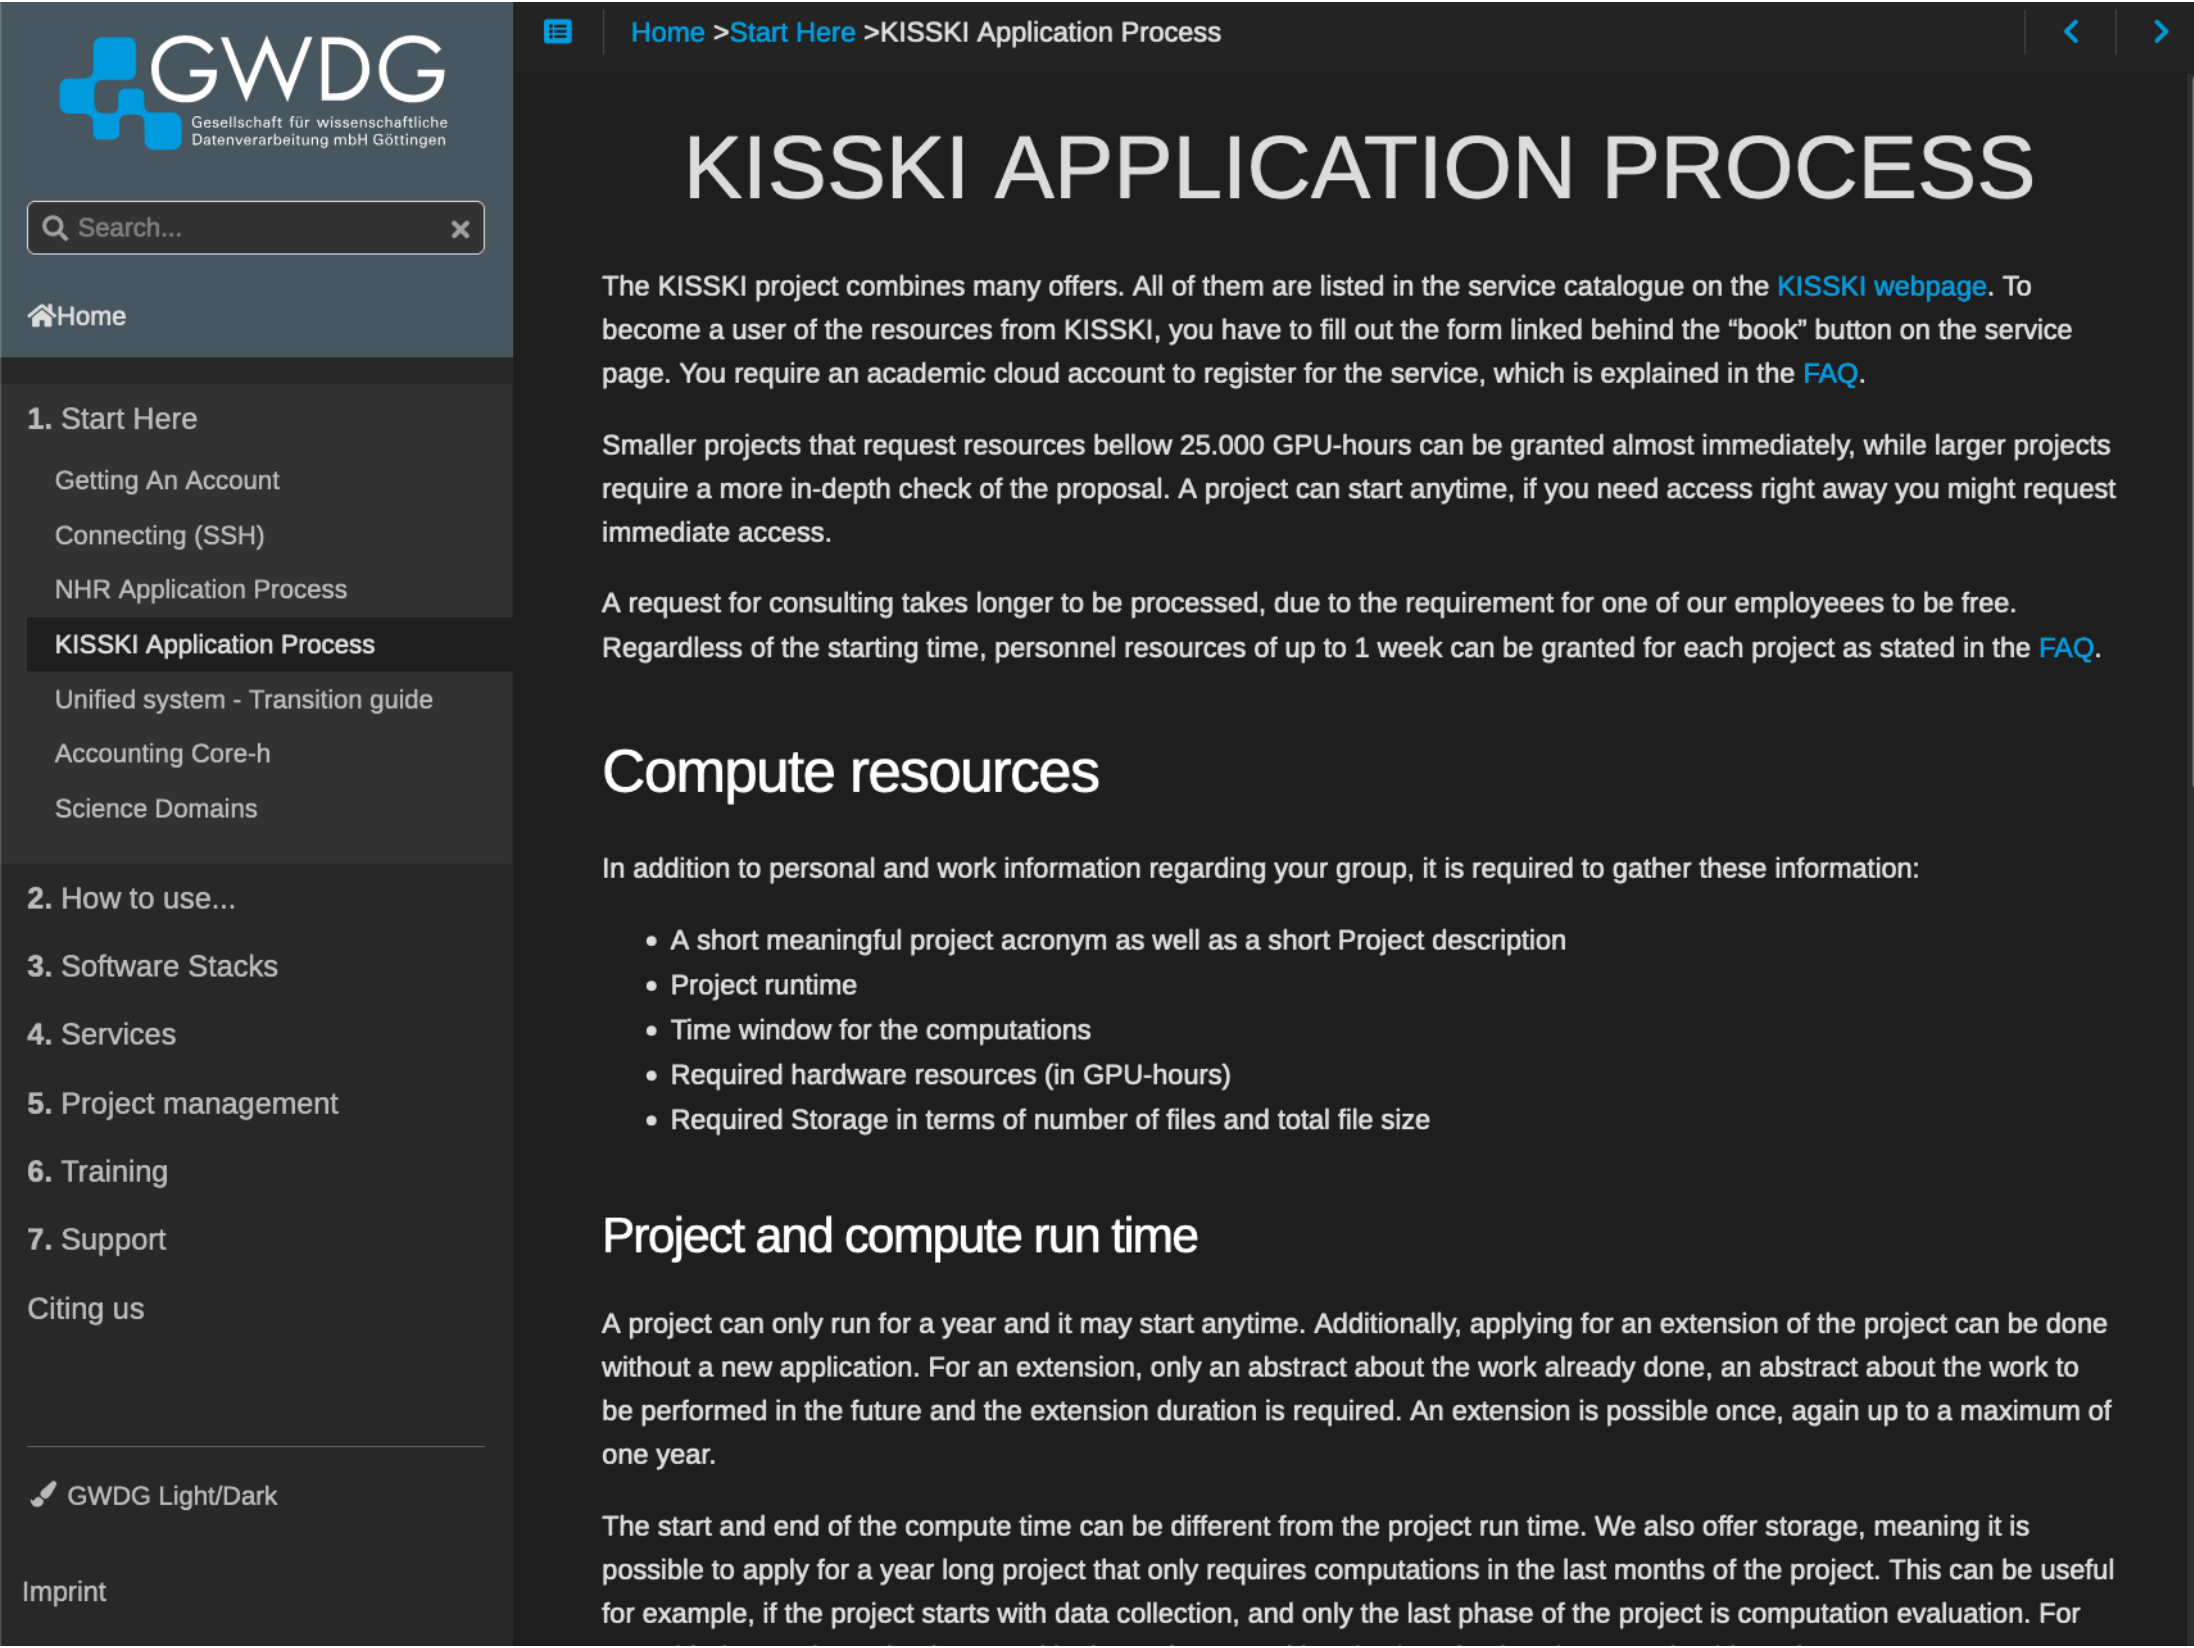 GWDG
Gesellschaft für wissenschaftliche
Datenverarbeitung mbH Göttingen
Search...
Home
1. Start Here
Getting An Account
Connecting (SSH)
NHR Application Process
KISSKI Application Process
Unified system - Transition guide
Accounting Core-h
Science Domains
2. How to use...
3. Software Stacks
4. Services
5. Project management
6. Training
7. Support
Citing us
GWDG Light/Dark
Imprint
Home >Start Here >KISSKI Application Process
KISSKI APPLICATION PROCESS
The KISSKI project combines many offers. All of them are listed in the service catalogue on the KISSKI webpage. To
become a user of the resources from KISSKI, you have to fill out the form linked behind the “book” button on the service
page. You require an academic cloud account to register for the service, which is explained in the FAQ.
Smaller projects that request resources bellow 25.000 GPU-hours can be granted almost immediately, while larger projects
require a more in-depth check of the proposal. A project can start anytime, if you need access right away you might request
immediate access.
A request for consulting takes longer to be processed, due to the requirement for one of our employeees to be free.
Regardless of the starting time, personnel resources of up to 1 week can be granted for each project as stated in the FAQ.
Compute resources
In addition to personal and work information regarding your group, it is required to gather these information:
• A short meaningful project acronym as well as a short Project description
• Project runtime
• Time window for the computations
• Required hardware resources (in GPU-hours)
• Required Storage in terms of number of files and total file size
Project and compute run time
A project can only run for a year and it may start anytime. Additionally, applying for an extension of the project can be done
without a new application. For an extension, only an abstract about the work already done, an abstract about the work to
be performed in the future and the extension duration is required. An extension is possible once, again up to a maximum of
one year.
The start and end of the compute time can be different from the project run time. We also offer storage, meaning it is
possible to apply for a year long project that only requires computations in the last months of the project. This can be useful
for example, if the project starts with data collection, and only the last phase of the project is computation evaluation. For